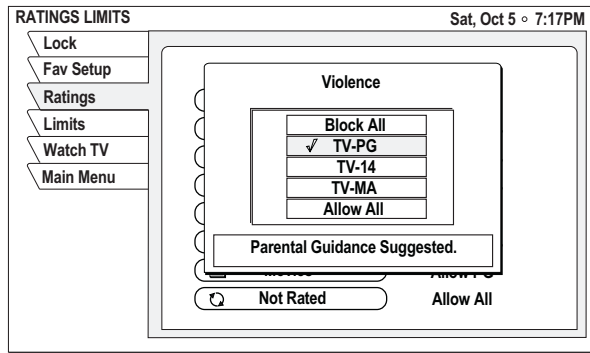 RATINGS LIMITS
Sat, Oct 5 ○ 7:17PM
Lock
Fav Setup
Ratings
Limits
Watch TV
Main Menu
Violence
Block All
√ TV-PG
TV-14
TV-MA
Allow All
Parental Guidance Suggested.
Not Rated Allow All